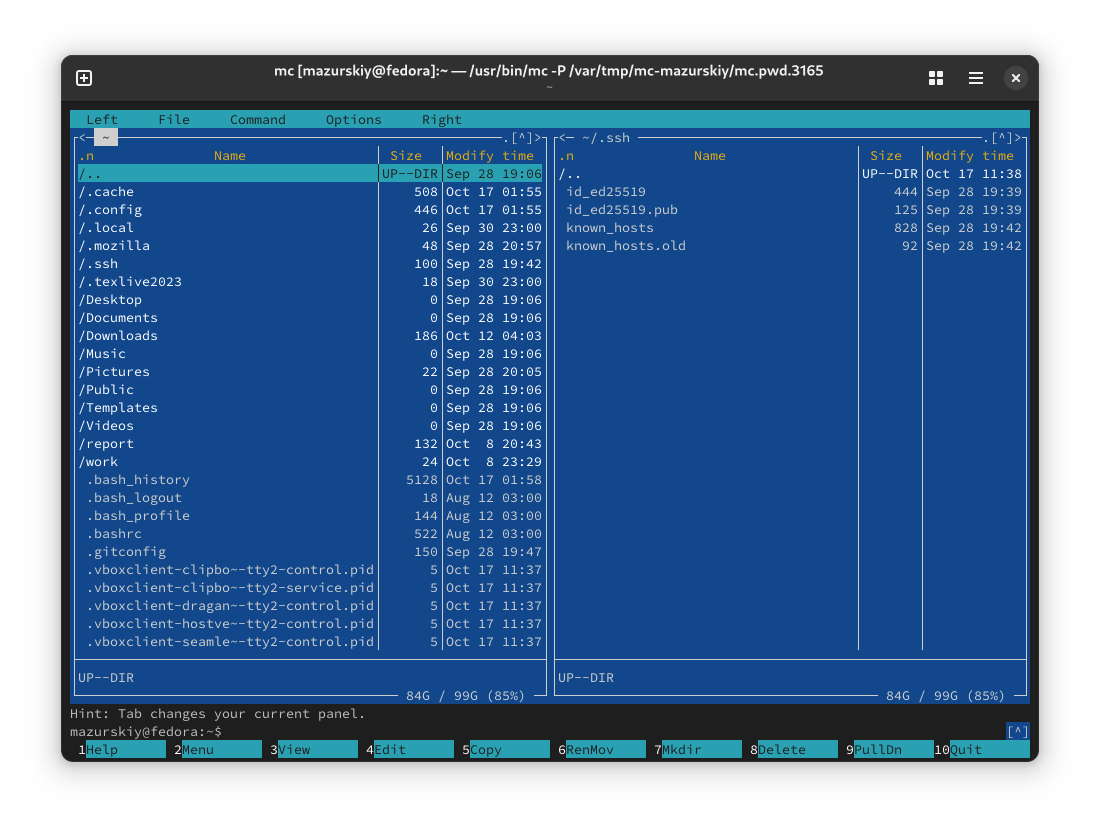 mc [mazurskiy@fedora]:~ — /usr/bin/mc -P /var/tmp/mc-mazurskiy/mc.pwd.3165
~
Left File Command Options Right
<─ ~ .[^]> <─ ~/.ssh .[^]>
.n Name Size Modify time .n Name Size Modify time
/.. UP--DIR Sep 28 19:06 /.. UP--DIR Oct 17 11:38
/.cache 508 Oct 17 01:55 id_ed25519 444 Sep 28 19:39
/.config 446 Oct 17 01:55 id_ed25519.pub 125 Sep 28 19:39
/.local 26 Sep 30 23:00 known_hosts 828 Sep 28 19:42
/.mozilla 48 Sep 28 20:57 known_hosts.old 92 Sep 28 19:42
/.ssh 100 Sep 28 19:42
/.texlive2023 18 Sep 30 23:00
/Desktop 0 Sep 28 19:06
/Documents 0 Sep 28 19:06
/Downloads 186 Oct 12 04:03
/Music 0 Sep 28 19:06
/Pictures 22 Sep 28 20:05
/Public 0 Sep 28 19:06
/Templates 0 Sep 28 19:06
/Videos 0 Sep 28 19:06
/report 132 Oct 8 20:43
/work 24 Oct 8 23:29
.bash_history 5128 Oct 17 01:58
.bash_logout 18 Aug 12 03:00
.bash_profile 144 Aug 12 03:00
.bashrc 522 Aug 12 03:00
.gitconfig 150 Sep 28 19:47
.vboxclient-clipbo~-tty2-control.pid 5 Oct 17 11:37
.vboxclient-clipbo~-tty2-service.pid 5 Oct 17 11:37
.vboxclient-dragan~-tty2-control.pid 5 Oct 17 11:37
.vboxclient-hostve~-tty2-control.pid 5 Oct 17 11:37
.vboxclient-seamle~-tty2-control.pid 5 Oct 17 11:37
UP--DIR UP--DIR
84G / 99G (85%) 84G / 99G (85%)
Hint: Tab changes your current panel.
mazurskiy@fedora:~$ [^]
1Help 2Menu 3View 4Edit 5Copy 6RenMov 7Mkdir 8Delete 9PullDn 10Quit